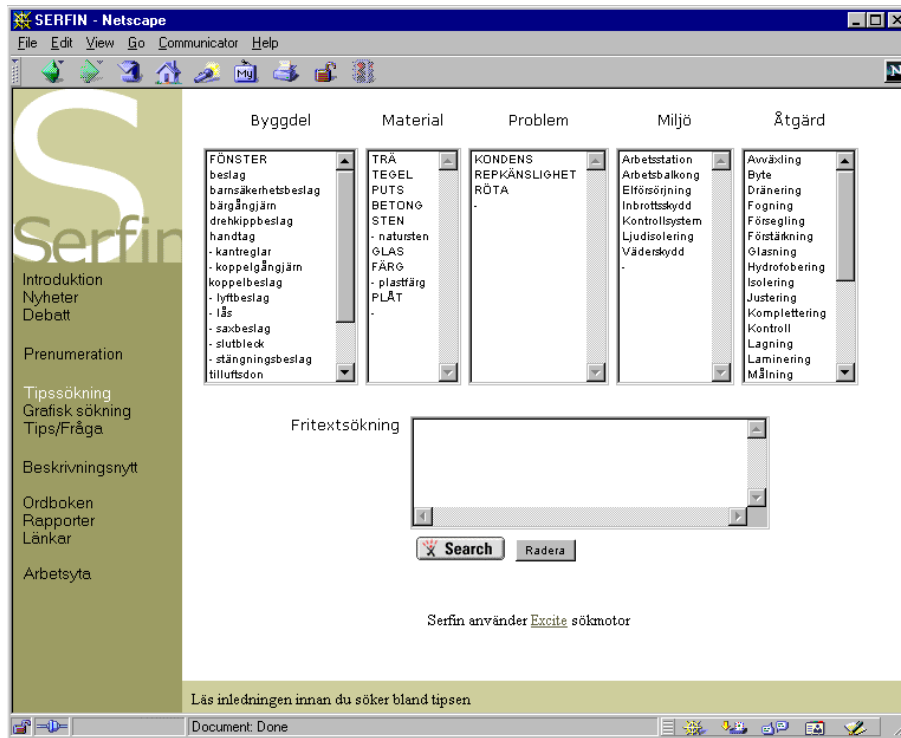 SERFIN - Netscape
File Edit View Go Communicator Help
My
N
S
Serfin
Introduktion
Nyheter
Debatt
Prenumeration
Tipssökning
Grafisk sökning
Tips/Fråga
Beskrivningsnytt
Ordboken
Rapporter
Länkar
Arbetsyta
Byggdel
FÖNSTER
beslag
barnsäkerhetsbeslag
bärgångjärn
drehkippbeslag
handtag
- kantreglar
- koppelgångjärn
koppelbeslag
- lyftbeslag
- lås
- saxbeslag
- slutbleck
- stängningsbeslag
tilluftsdon
Material
TRÄ
TEGEL
PUTS
BETONG
STEN
- natursten
GLAS
FÄRG
- plastfärg
PLÅT
-
Problem
KONDENS
REPKÄNSLIGHET
RÖTA
-
Miljö
Arbetsstation
Arbetsbalkong
Elförsörjning
Inbrottsskydd
Kontrollsystem
Ljudisolering
Väderskydd
-
Åtgärd
Avväxling
Byte
Dränering
Fogning
Försegling
Förstärkning
Glasning
Hydrofobering
Isolering
Justering
Komplettering
Kontroll
Lagning
Laminering
Målning
Fritextsökning
Search
Radera
Serfin använder Excite sökmotor
Läs inledningen innan du söker bland tipsen
Document: Done